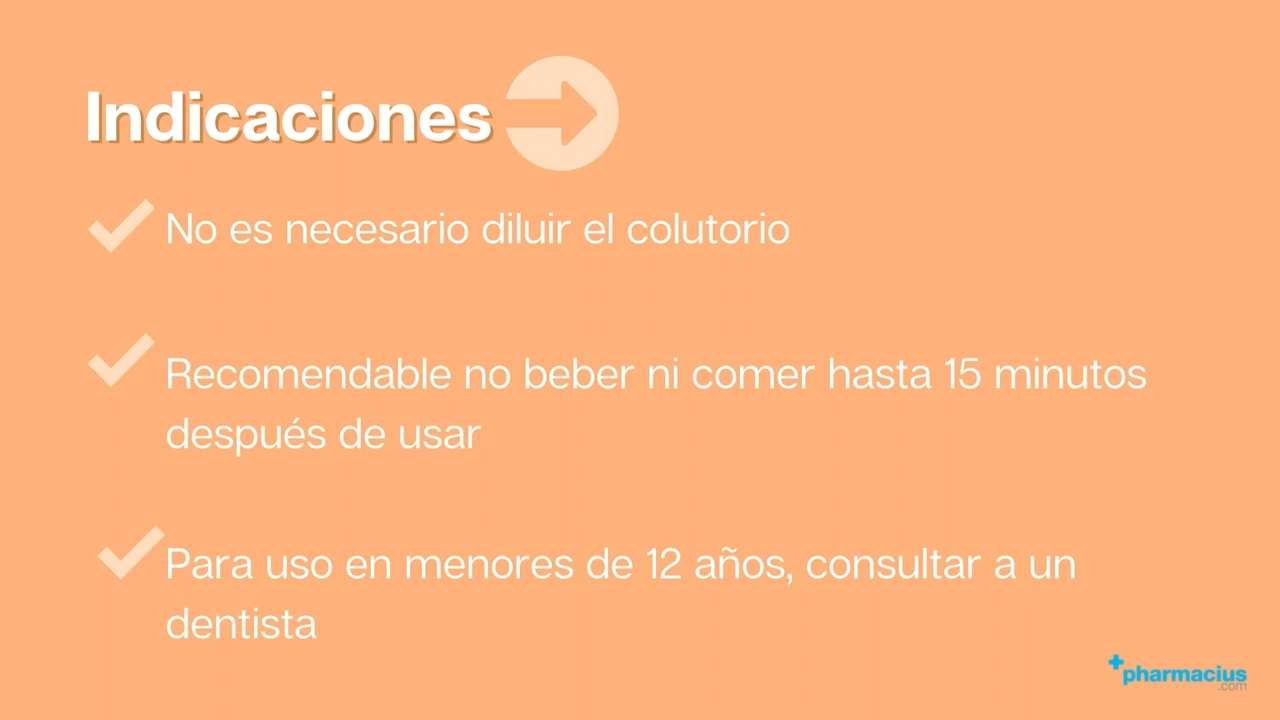 Indicaciones
No es necesario diluir el colutorio
Recomendable no beber ni comer hasta 15 minutos
después de usar
Para uso en menores de 12 años, consultar a un
dentista
pharmacius
.com